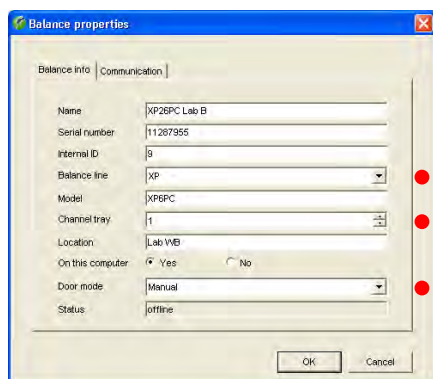 Balance properties
Balance info Communication
Name XP26PC Lab B
Serial number 11287955
Internal ID 9
Balance line XP
Model XP6PC
Channel tray 1
Location Lab WB
On this computer Yes No
Door mode Manual
Status offline
OK Cancel